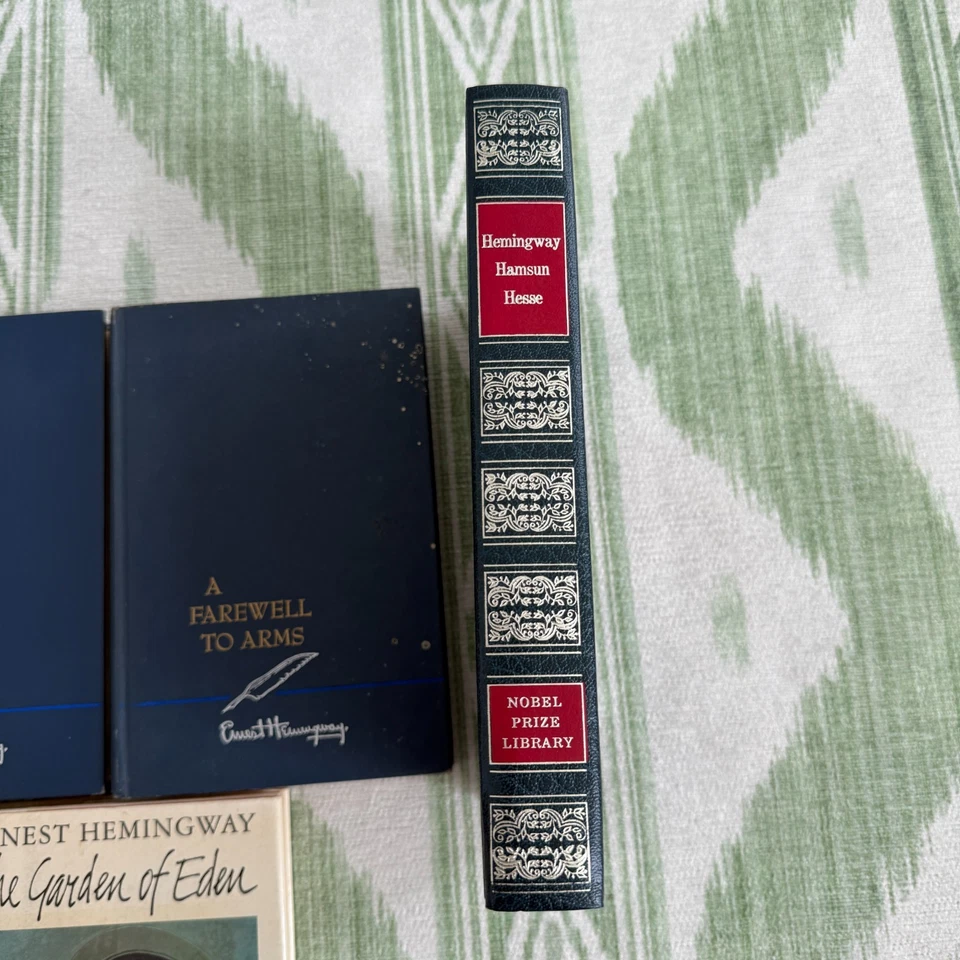 A
FAREWELL
TO ARMS
Ernest Hemingway
NEST HEMINGWAY
he Garden of Eden
Hemingway
Hamsun
Hesse
NOBEL
PRIZE
LIBRARY